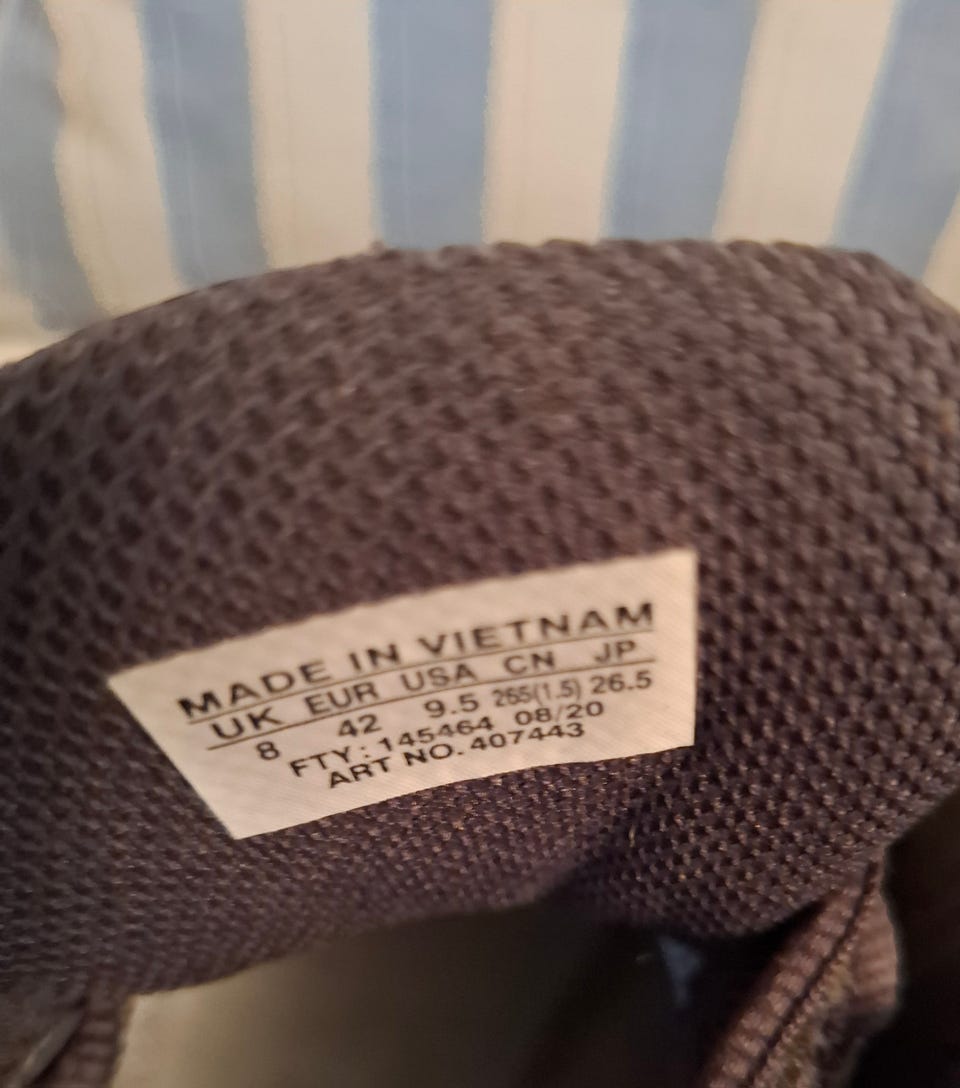 MADE IN VIETNAM
UK EUR USA CN JP
8 42 9.5 265(1.5) 26.5
FTY: 145464 08/20
ART NO. 407443